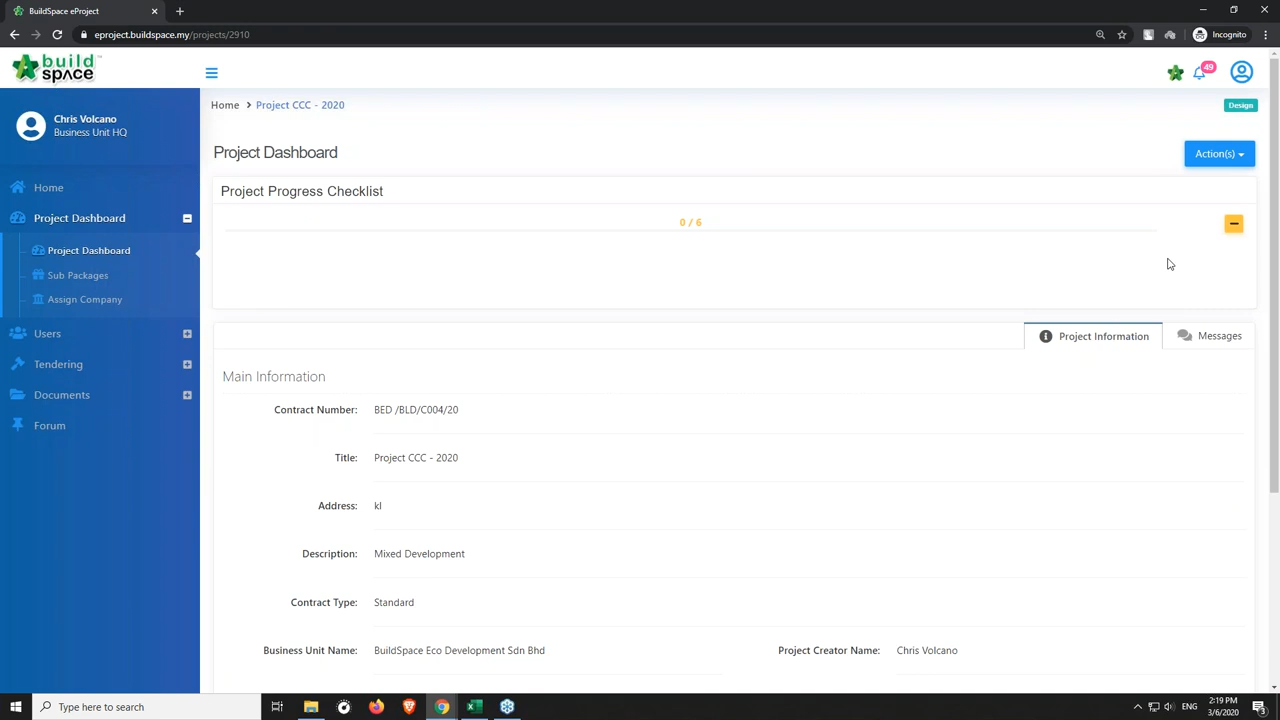 BuildSpace eProject
eproject.buildspace.my/projects/2910
Incognito
build
space
49
Home > Project CCC - 2020
Design
Chris Volcano
Business Unit HQ
Project Dashboard
Action(s)
Home
Project Dashboard
Project Dashboard
Sub Packages
Assign Company
Users
Tendering
Documents
Forum
Project Progress Checklist
0 / 6
Project Information
Messages
Main Information
Contract Number: BED /BLD/C004/20
Title: Project CCC - 2020
Address: kl
Description: Mixed Development
Contract Type: Standard
Business Unit Name: BuildSpace Eco Development Sdn Bhd
Project Creator Name: Chris Volcano
Type here to search
ENG
2:19 PM
3/6/2020